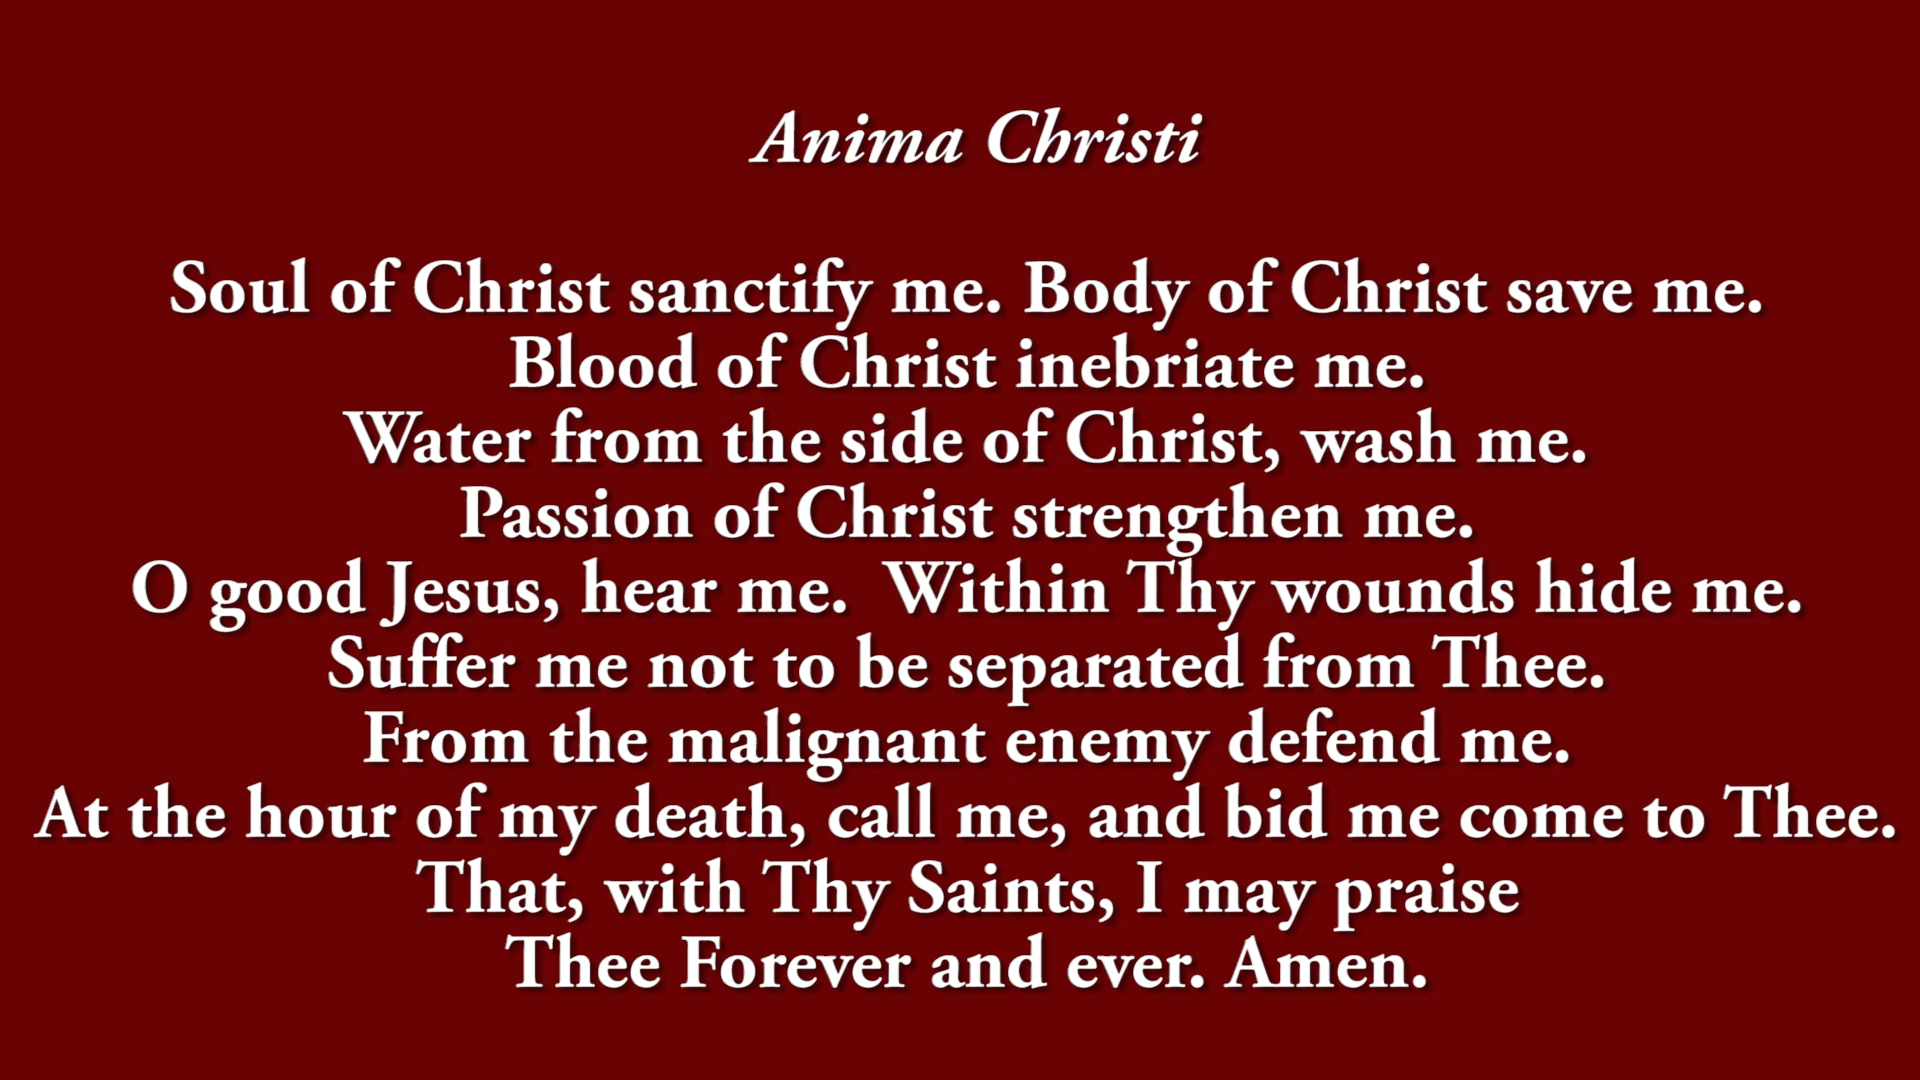 Anima Christi
Soul of Christ sanctify me. Body of Christ save me.
Blood of Christ inebriate me.
Water from the side of Christ, wash me.
Passion of Christ strengthen me.
O good Jesus, hear me.  Within Thy wounds hide me.
Suffer me not to be separated from Thee.
From the malignant enemy defend me.
At the hour of my death, call me, and bid me come to Thee.
That, with Thy Saints, I may praise
Thee Forever and ever. Amen.